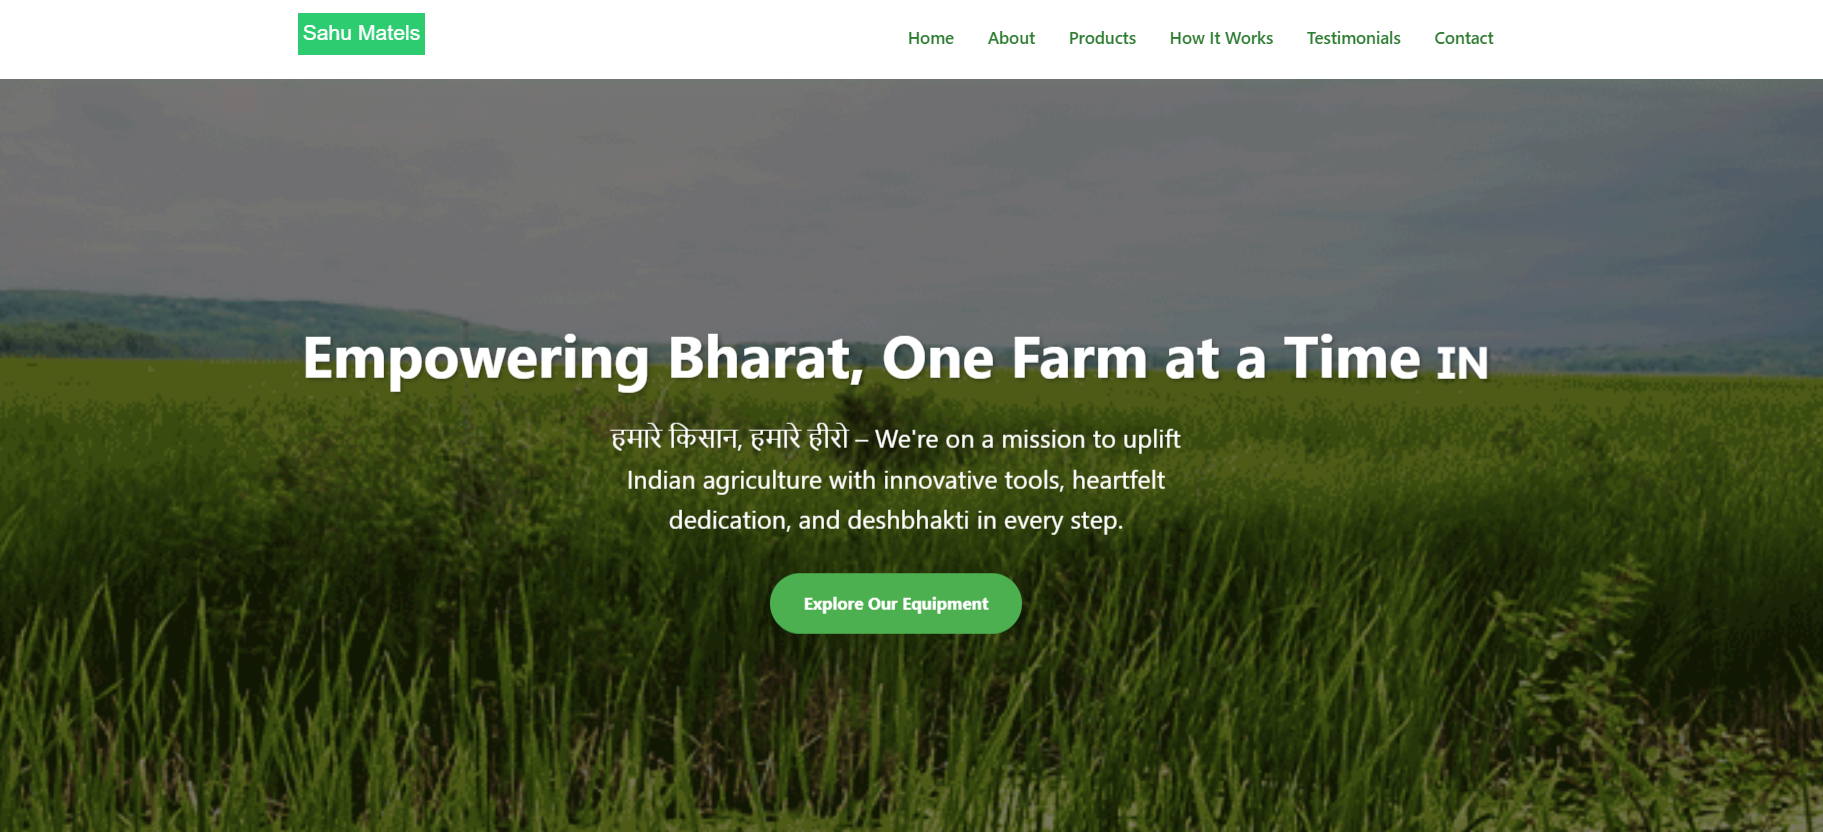 Sahu Matels
Home About Products How It Works Testimonials Contact
Empowering Bharat, One Farm at a Time IN
हमारे किसान, हमारे हीरो – We're on a mission to uplift
Indian agriculture with innovative tools, heartfelt
dedication, and deshbhakti in every step.
Explore Our Equipment